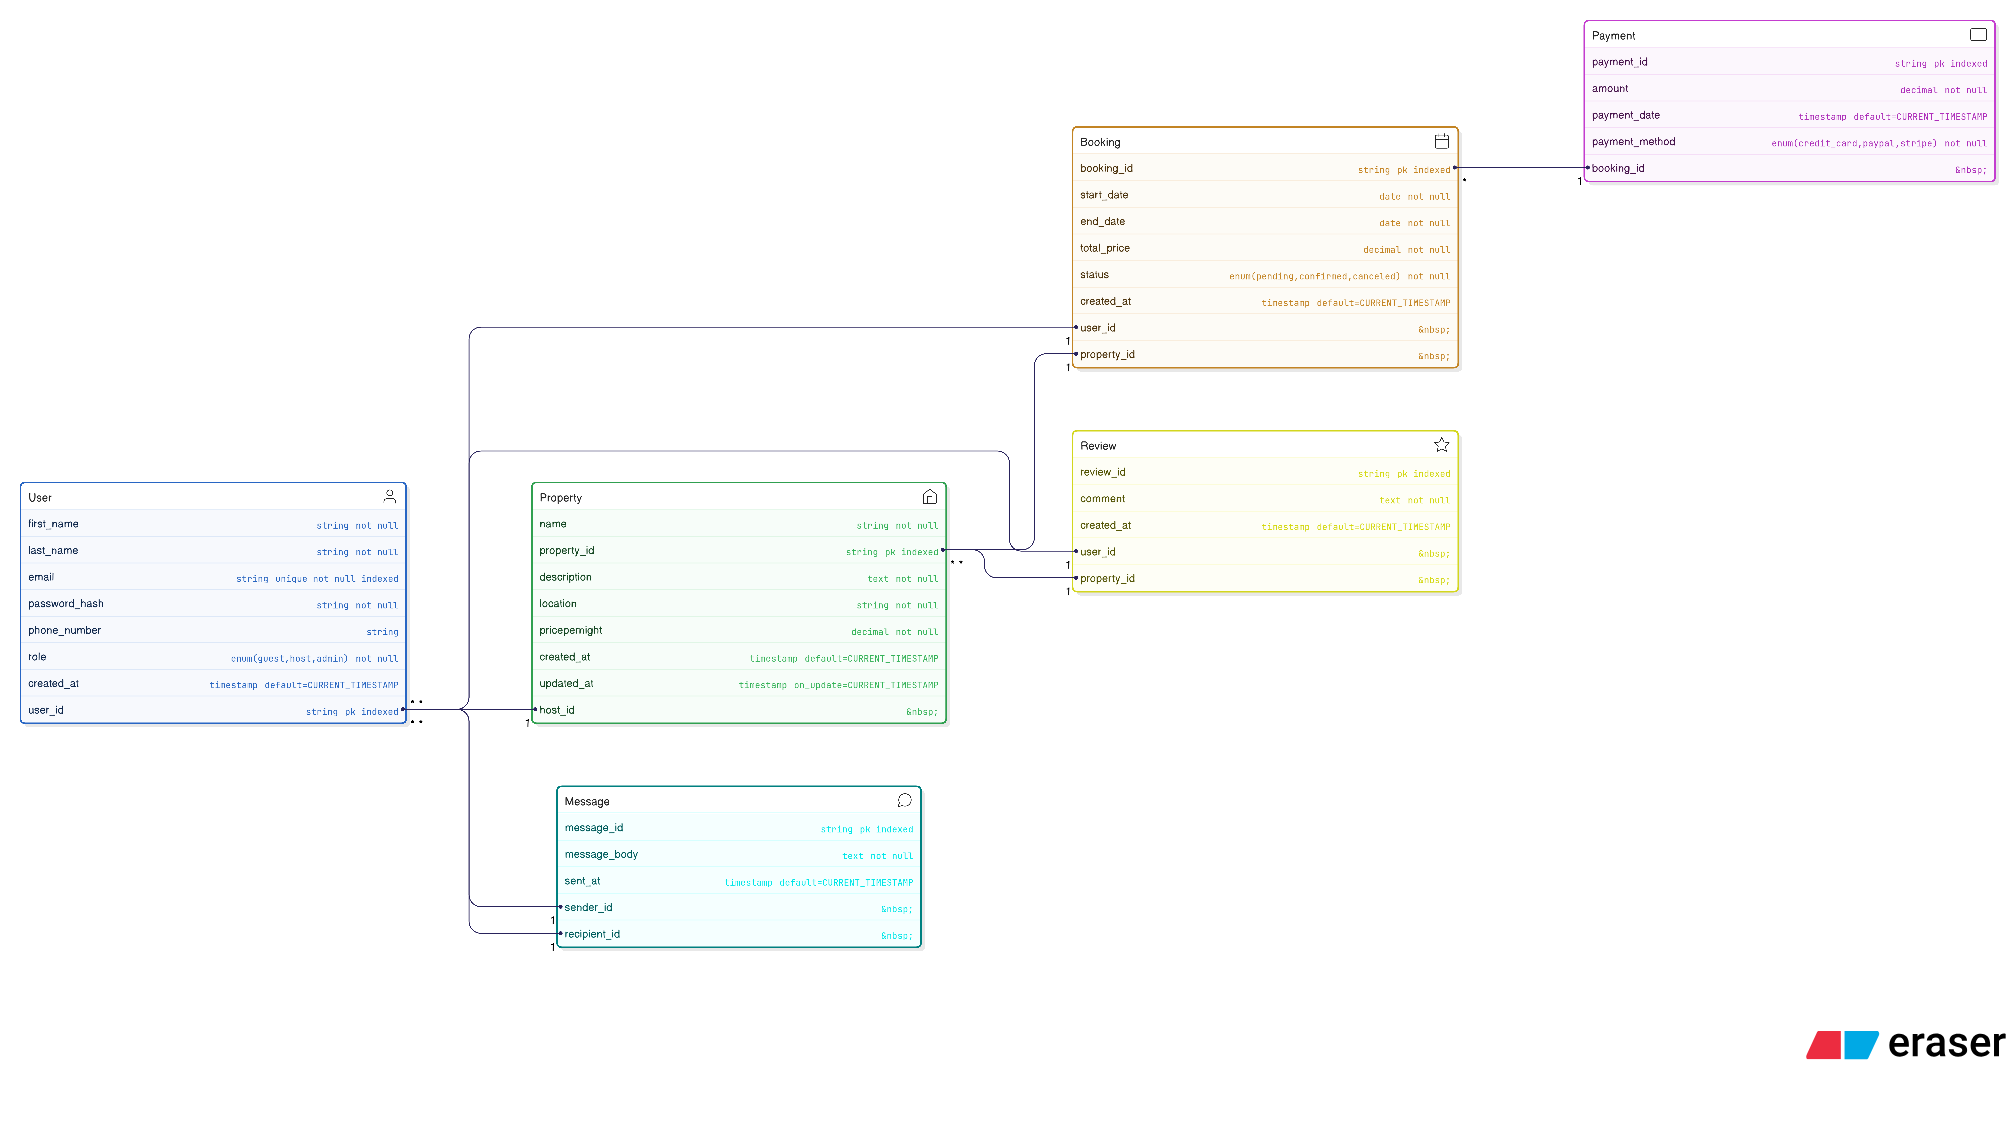 Payment
payment_id string pk indexed
amount decimal not null
payment_date timestamp default=CURRENT_TIMESTAMP
payment_method enum(credit_card,paypal,stripe) not null
booking_id &nbsp;
1
Booking
booking_id string pk indexed
*
start_date date not null
end_date date not null
total_price decimal not null
status enum(pending,confirmed,canceled) not null
created_at timestamp default=CURRENT_TIMESTAMP
user_id &nbsp;
1
property_id &nbsp;
1
Review
review_id string pk indexed
comment text not null
created_at timestamp default=CURRENT_TIMESTAMP
user_id &nbsp;
1
property_id &nbsp;
1
User
first_name string not null
last_name string not null
email string unique not null indexed
password_hash string not null
phone_number string
role enum(guest,host,admin) not null
created_at timestamp default=CURRENT_TIMESTAMP
* *
user_id string pk indexed
* *
Property
name string not null
property_id string pk indexed
* *
description text not null
location string not null
pricepernight decimal not null
created_at timestamp default=CURRENT_TIMESTAMP
updated_at timestamp on_update=CURRENT_TIMESTAMP
host_id &nbsp;
1
Message
message_id string pk indexed
message_body text not null
sent_at timestamp default=CURRENT_TIMESTAMP
sender_id &nbsp;
1
recipient_id &nbsp;
1
eraser